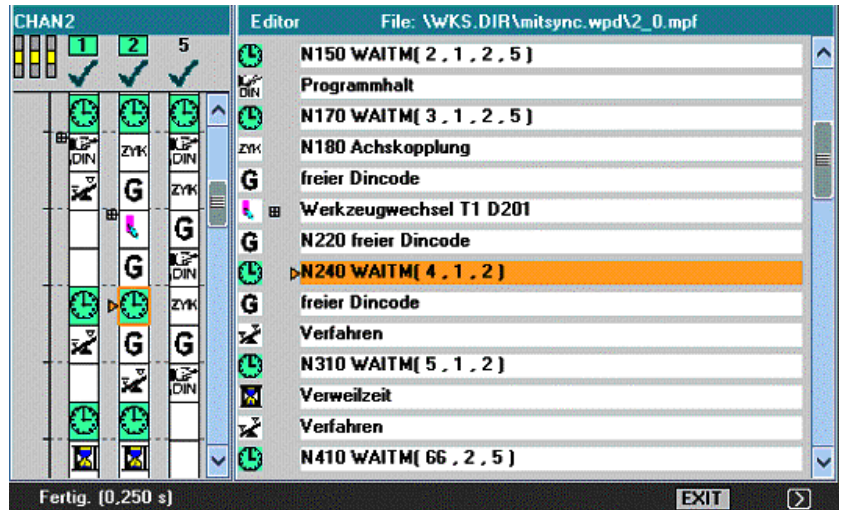 CHAN2
Editor File: \WKS.DIR\mitsync.wpd\2_0.mpf
1 2 5
N150 WAITM( 2 , 1 , 2 , 5 )
DIN Programmhalt
N170 WAITM( 3 , 1 , 2 , 5 )
DIN ZYK DIN
ZYK N180 Achskopplung
G ZYK
G freier Dincode
G
Werkzeugwechsel T1 D201
G DIN
G N220 freier Dincode
ZYK
N240 WAITM( 4 , 1 , 2 )
G freier Dincode
G G
Verfahren
DIN
N310 WAITM( 5 , 1 , 2 )
Verweilzeit
Verfahren
N410 WAITM( 66 , 2 , 5 )
Fertig. (0,250 s) EXIT